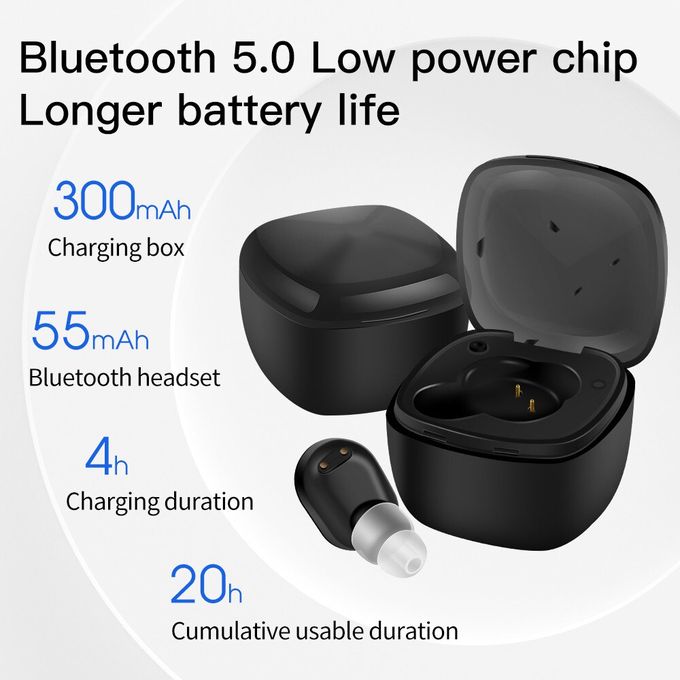 Bluetooth 5.0 Low power chip
Longer battery life
300mAh
Charging box
55mAh
Bluetooth headset
4h
Charging duration
20h
Cumulative usable duration